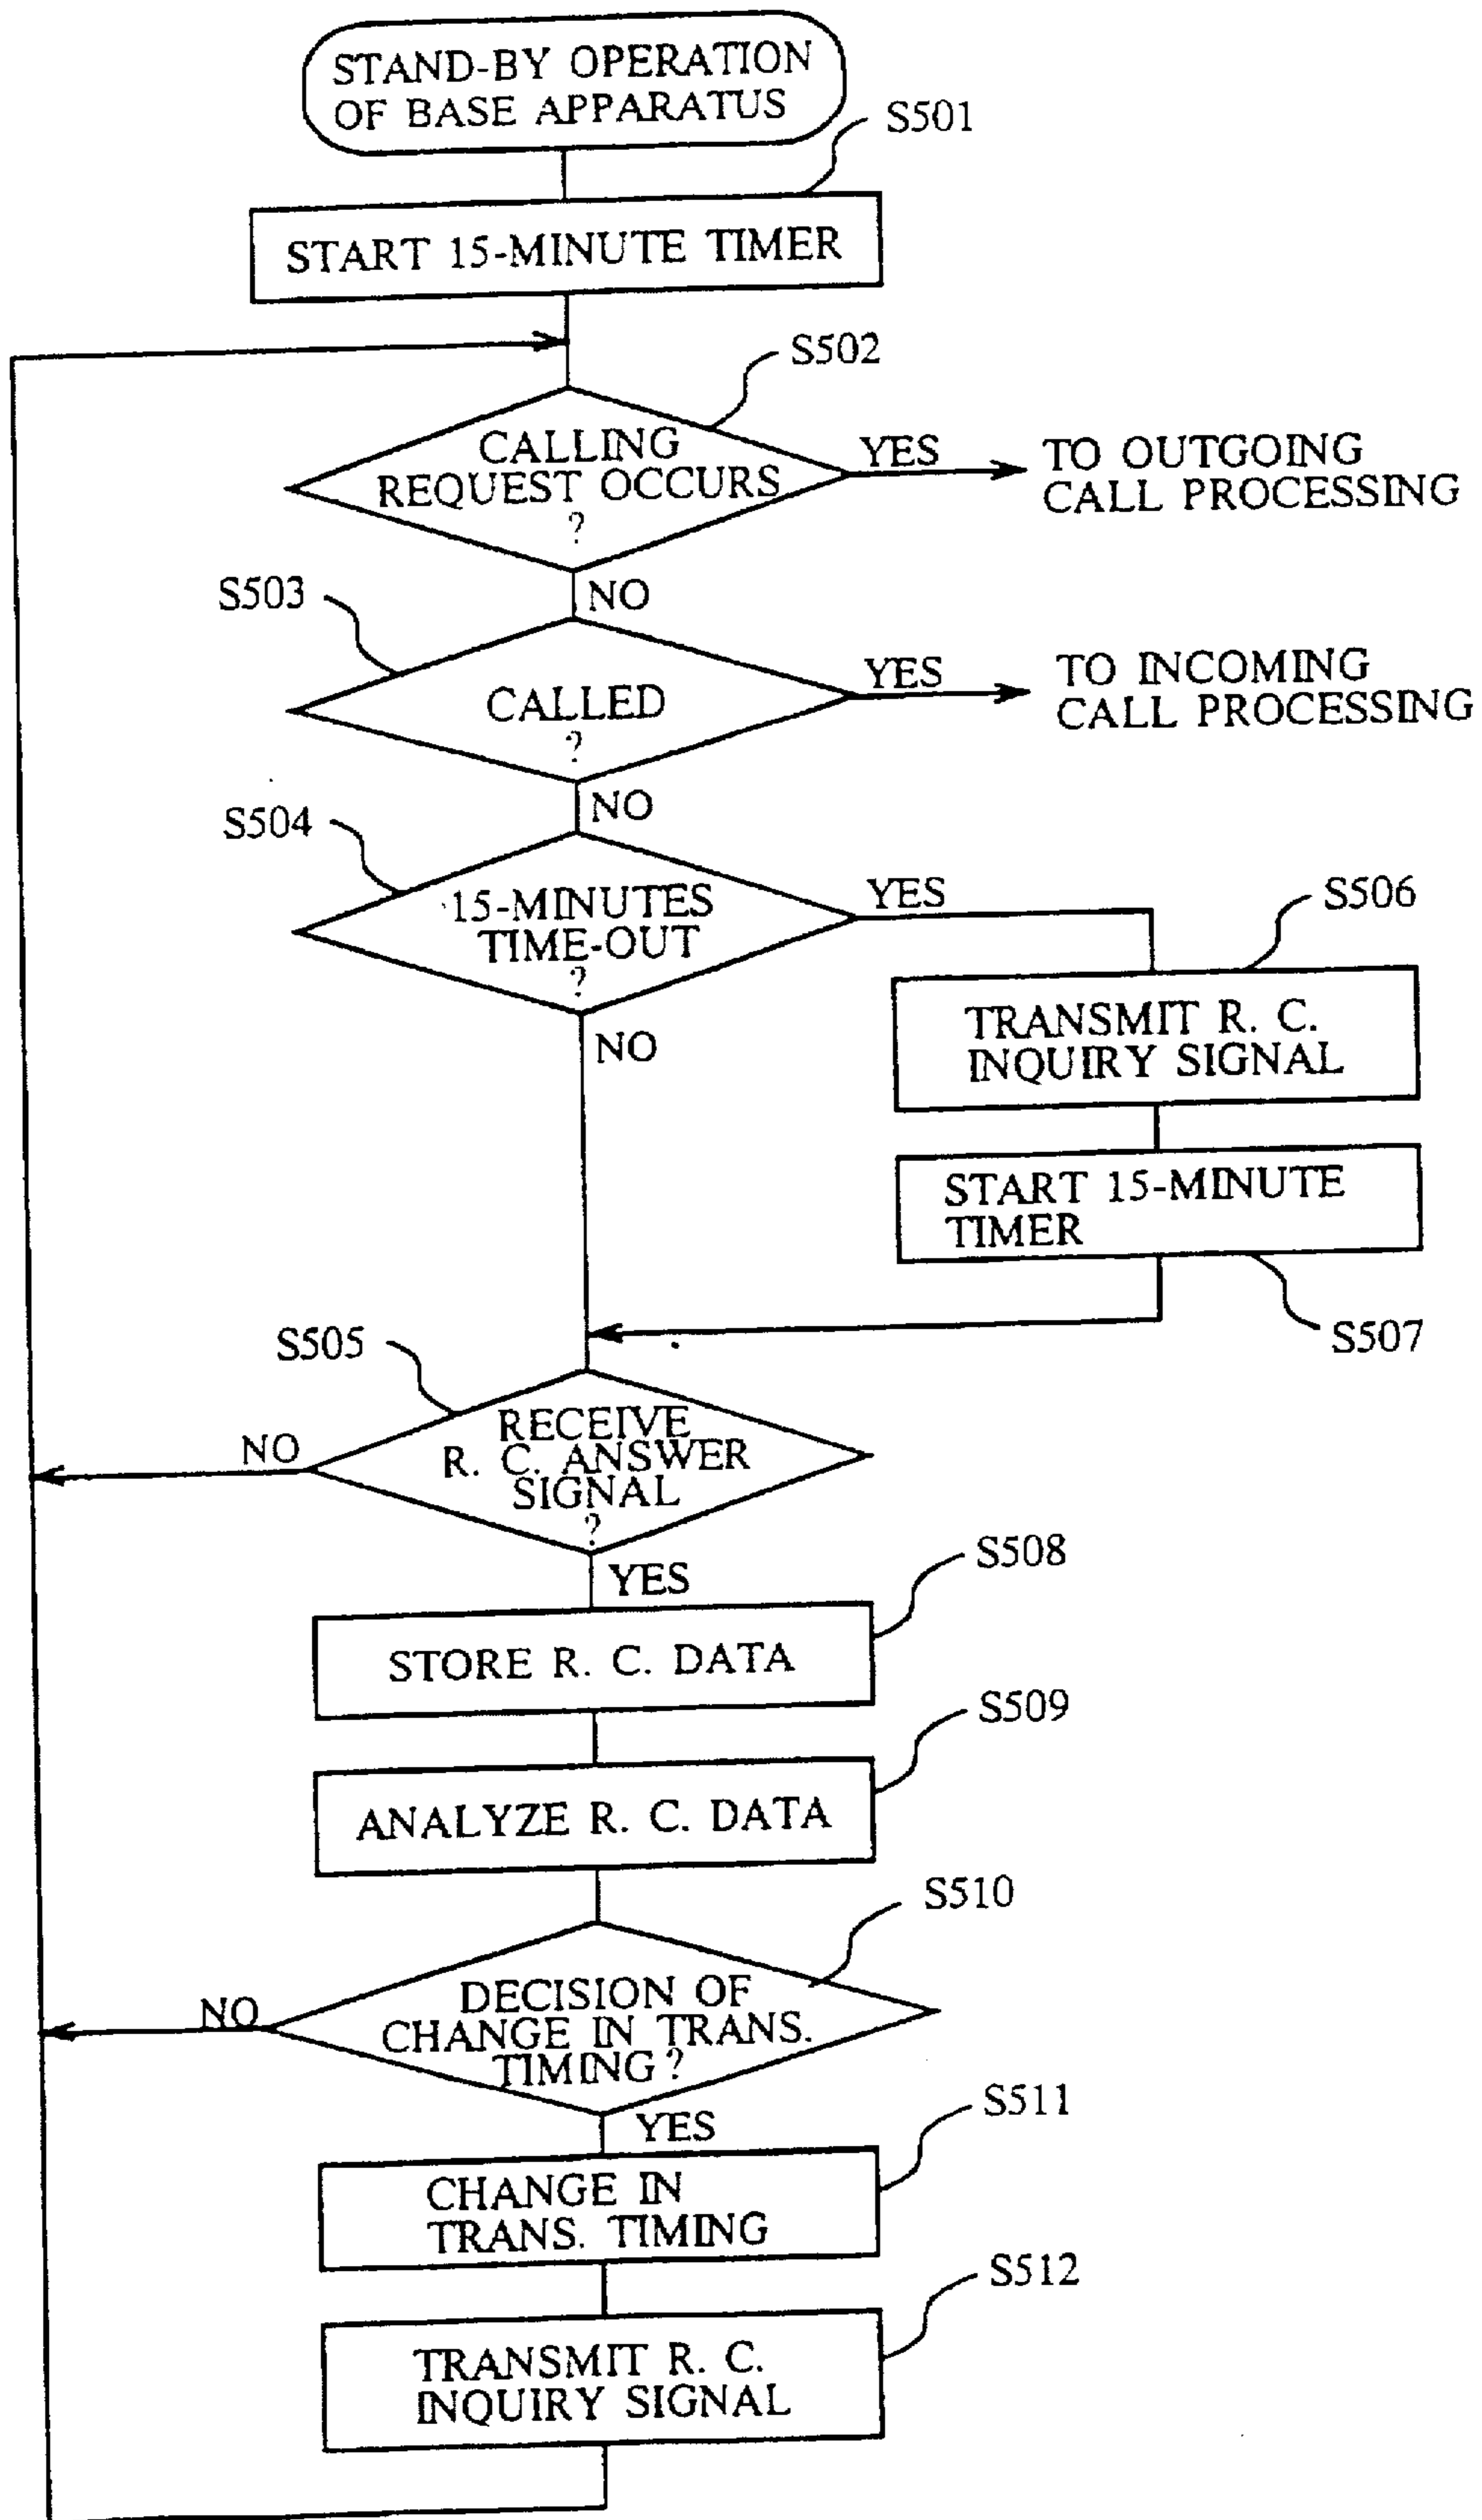 STAND-BY OPERATION
OF BASE APPARATUS
S501
START 15-MINUTE TIMER
S502
CALLING
REQUEST OCCURS
?
YES
TO OUTGOING
CALL PROCESSING
NO
S503
CALLED
?
YES
TO INCOMING
CALL PROCESSING
NO
S504
15-MINUTES
TIME-OUT
?
YES
S506
NO
TRANSMIT R. C.
INQUIRY SIGNAL
START 15-MINUTE
TIMER
S507
S505
RECEIVE
R. C. ANSWER
SIGNAL
?
NO
YES
S508
STORE R. C. DATA
S509
ANALYZE R. C. DATA
S510
DECISION OF
CHANGE IN TRANS.
TIMING ?
NO
YES
S511
CHANGE IN
TRANS. TIMING
S512
TRANSMIT R. C.
INQUIRY SIGNAL